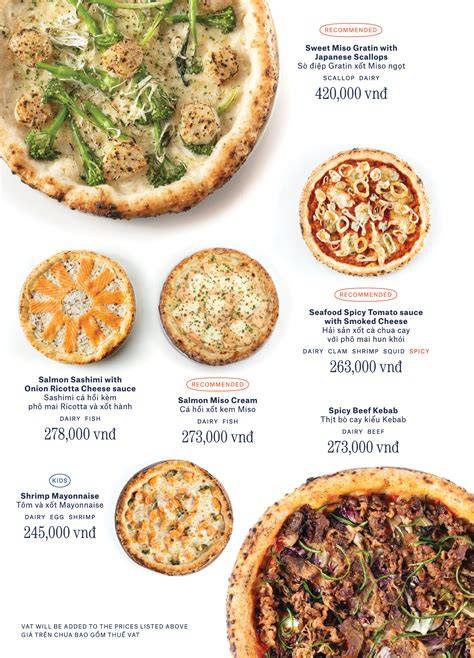 RECOMMENDED
Sweet Miso Gratin with
Japanese Scallops
Sò điệp Gratin xốt Miso ngọt
SCALLOP DAIRY
420,000 vnđ
RECOMMENDED
Seafood Spicy Tomato sauce
with Smoked Cheese
Hải sản xốt cà chua cay
với phô mai hun khói
DAIRY CLAM SHRIMP SQUID SPICY
263,000 vnđ
Salmon Sashimi with
Onion Ricotta Cheese sauce
Sashimi cá hồi kèm
phô mai Ricotta và xốt hành
DAIRY FISH
278,000 vnđ
RECOMMENDED
Salmon Miso Cream
Cá hồi xốt kem Miso
DAIRY FISH
273,000 vnđ
Spicy Beef Kebab
Thịt bò cay kiểu Kebab
DAIRY BEEF
273,000 vnđ
KIDS
Shrimp Mayonnaise
Tôm và xốt Mayonnaise
DAIRY EGG SHRIMP
245,000 vnđ
VAT WILL BE ADDED TO THE PRICES LISTED ABOVE
GIÁ TRÊN CHƯA BAO GỒM THUẾ VAT